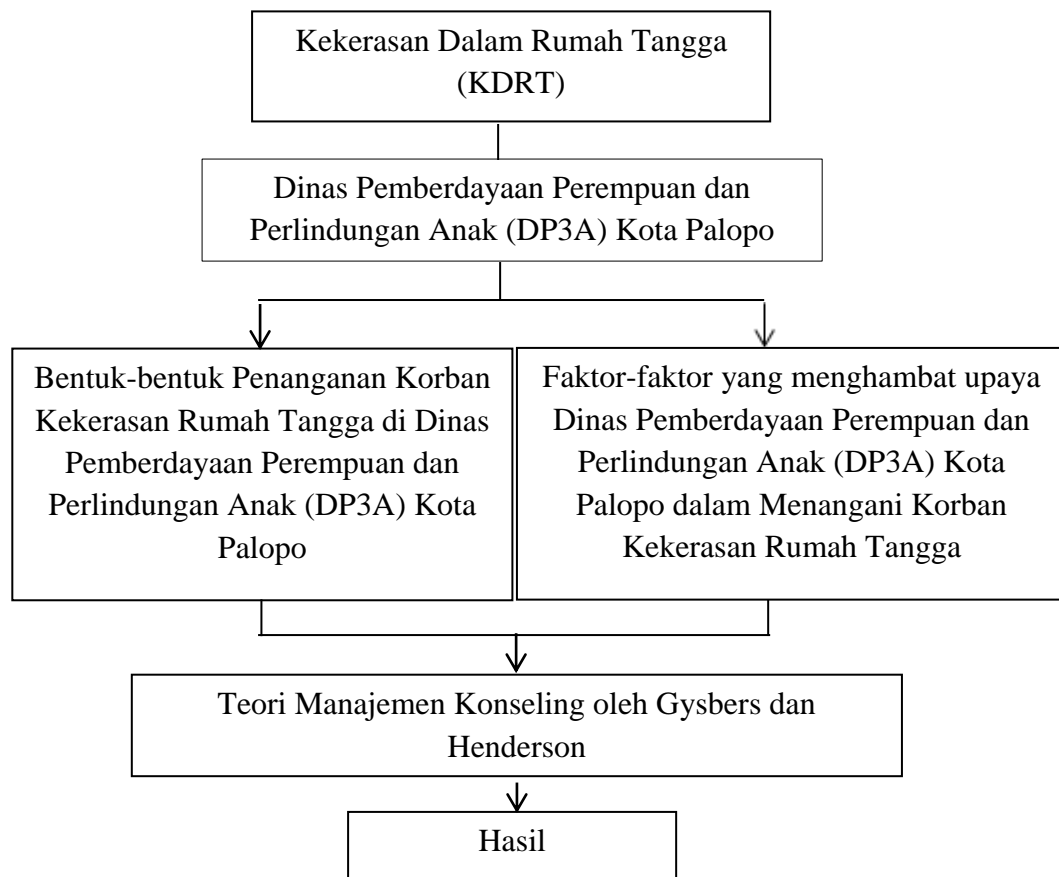 Kekerasan Dalam Rumah Tangga
(KDRT)
Dinas Pemberdayaan Perempuan dan
Perlindungan Anak (DP3A) Kota Palopo
Bentuk-bentuk Penanganan Korban
Kekerasan Rumah Tangga di Dinas
Pemberdayaan Perempuan dan
Perlindungan Anak (DP3A) Kota
Palopo
Faktor-faktor yang menghambat upaya
Dinas Pemberdayaan Perempuan dan
Perlindungan Anak (DP3A) Kota
Palopo dalam Menangani Korban
Kekerasan Rumah Tangga
Teori Manajemen Konseling oleh Gysbers dan
Henderson
Hasil